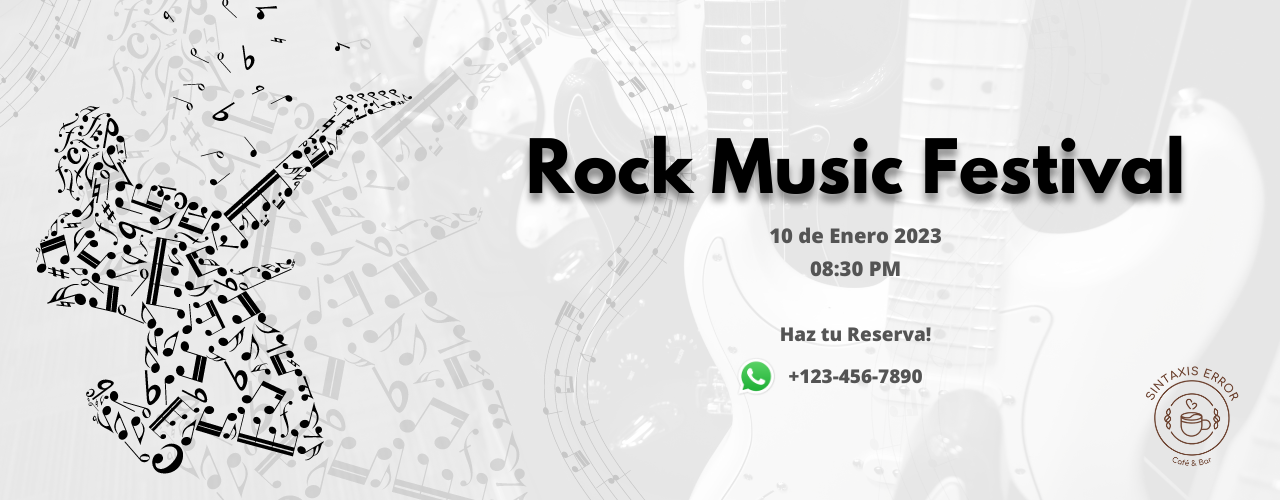 Rock Music Festival
10 de Enero 2023
08:30 PM
Haz tu Reserva!
+123-456-7890
SINTAXIS ERROR
Café & Bar